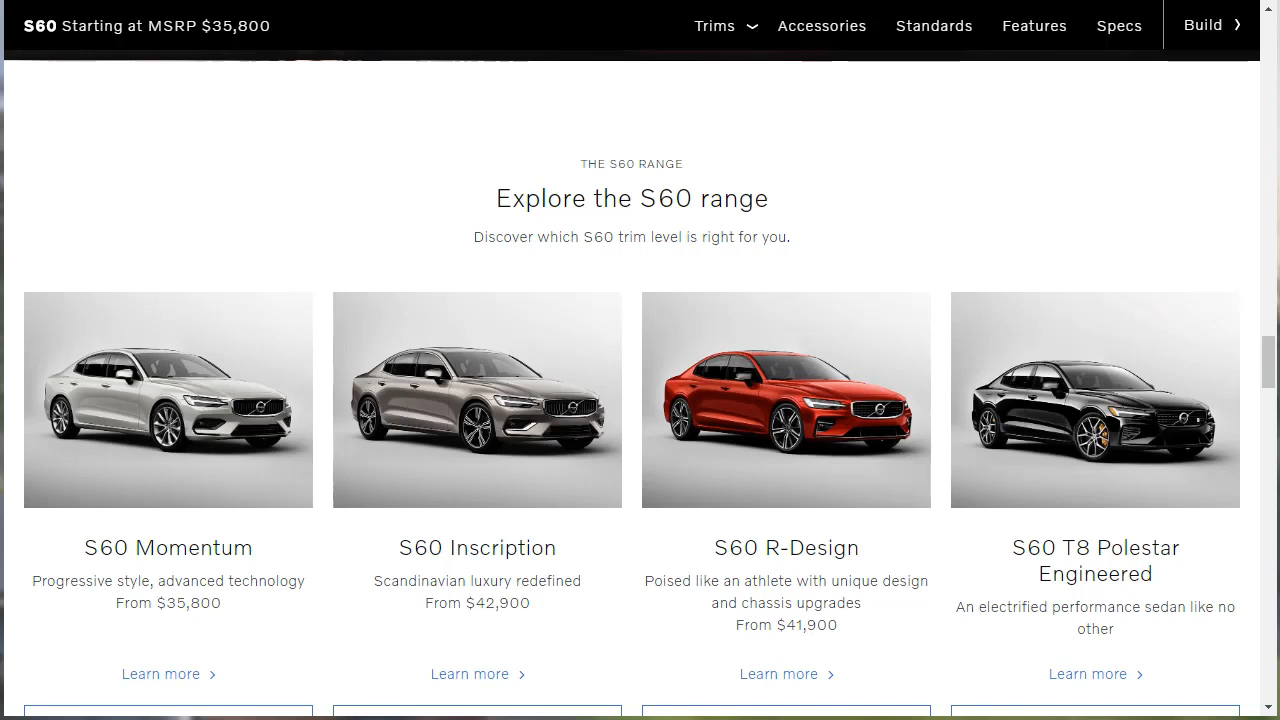 S60 Starting at MSRP $35,800
Trims
Accessories
Standards
Features
Specs
Build
THE S60 RANGE
Explore the S60 range
Discover which S60 trim level is right for you.
S60 Momentum
Progressive style, advanced technology
From $35,800
Learn more
S60 Inscription
Scandinavian luxury redefined
From $42,900
Learn more
S60 R-Design
Poised like an athlete with unique design
and chassis upgrades
From $41,900
Learn more
S60 T8 Polestar
Engineered
An electrified performance sedan like no
other
Learn more